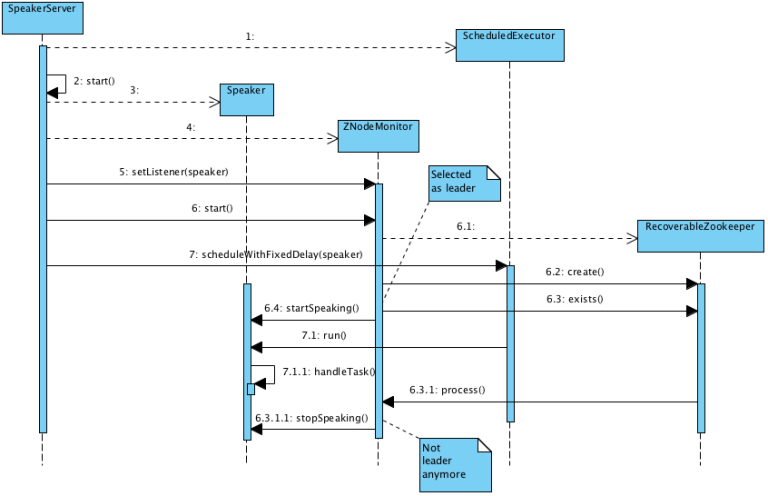 SpeakerServer
1:
ScheduledExecutor
2: start()
3:
Speaker
4:
ZNodeMonitor
5: setListener(speaker)
Selected
as leader
6: start()
6.1:
RecoverableZookeeper
7: scheduleWithFixedDelay(speaker)
6.2: create()
6.3: exists()
6.4: startSpeaking()
7.1: run()
7.1.1: handleTask()
6.3.1: process()
6.3.1.1: stopSpeaking()
Not
leader
anymore